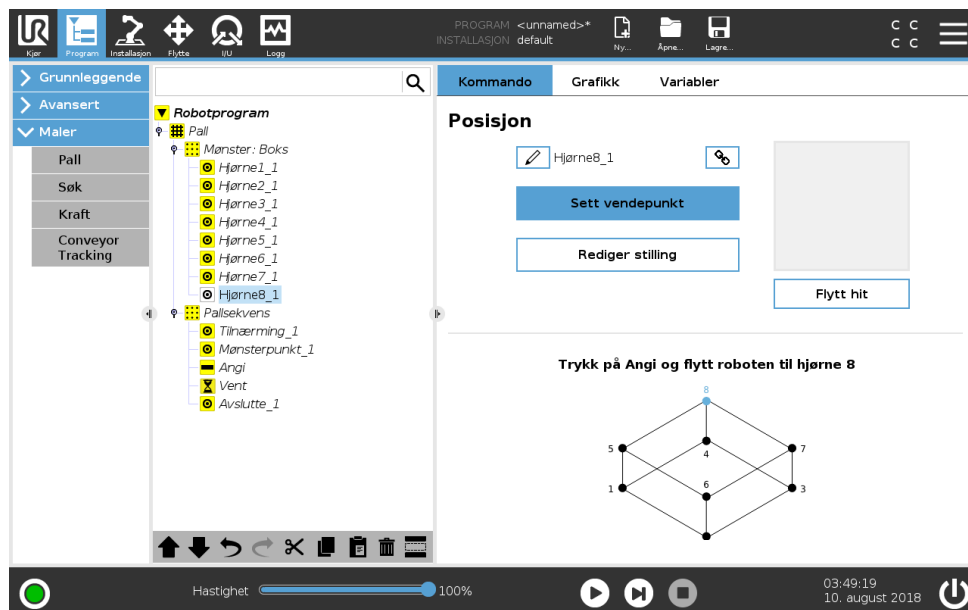 PROGRAM <unnamed>*
INSTALLASJON default
C C
C C
Kjør Program Installasjon Flytte I/U Logg Ny... Åpne... Lagre...
Grunnleggende
Avansert
Maler
Pall
Søk
Kraft
Conveyor
Tracking
Robotprogram
Pall
Mønster: Boks
Hjørne1_1
Hjørne2_1
Hjørne3_1
Hjørne4_1
Hjørne5_1
Hjørne6_1
Hjørne7_1
Hjørne8_1
Pallsekvens
Tilnærming_1
Mønsterpunkt_1
Angi
Vent
Avslutte_1
Kommando Grafikk Variabler
Posisjon
Hjørne8_1
Sett vendepunkt
Rediger stilling
Flytt hit
Trykk på Angi og flytt roboten til hjørne 8
8
5 7
4
6
1 3
Hastighet 100%
03:49:19
10. august 2018